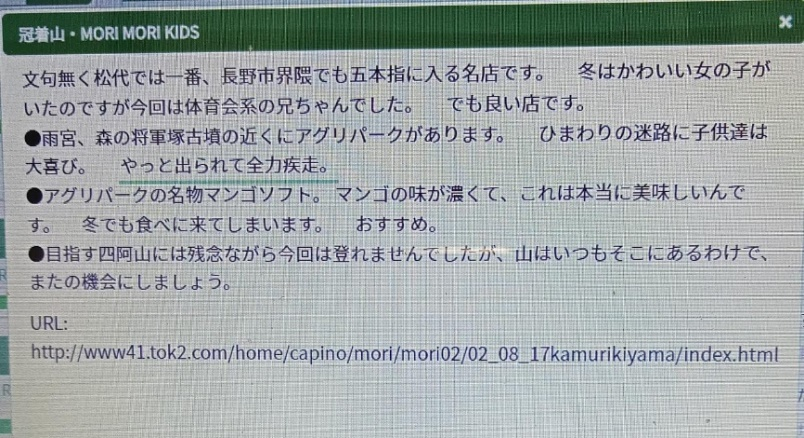 冠着山・MORI MORI KIDS
文句無く松代では一番、長野市界隈でも五本指に入る名店です。　冬はかわいい女の子が
いたのですが今回は体育会系の兄ちゃんでした。　でも良い店です。
●雨宮、森の将軍塚古墳の近くにアグリパークがあります。　ひまわりの迷路に子供達は
大喜び。　やっと出られて全力疾走。
●アグリパークの名物マンゴソフト。 マンゴの味が濃くて、これは本当に美味しいんで
す。　冬でも食べに来てしまいます。　おすすめ。
●目指す四阿山には残念ながら今回は登れませんでしたが、山はいつもそこにあるわけで、
またの機会にしましょう。
URL:
http://www41.tok2.com/home/capino/mori/mori02/02_08_17kamurikiyama/index.html